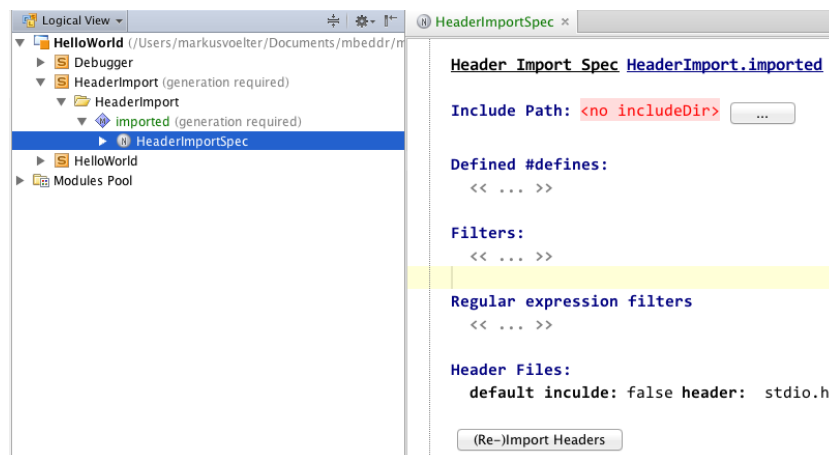 Logical View
HelloWorld (/Users/markusvoelter/Documents/mbeddr/m
Debugger
HeaderImport (generation required)
HeaderImport
imported (generation required)
HeaderImportSpec
HelloWorld
Modules Pool
HeaderImportSpec ×
Header Import Spec HeaderImport.imported
Include Path: <no includeDir> ...
Defined #defines:
<< ... >>
Filters:
<< ... >>
Regular expression filters
<< ... >>
Header Files:
default inculde: false header: stdio.h
(Re-)Import Headers